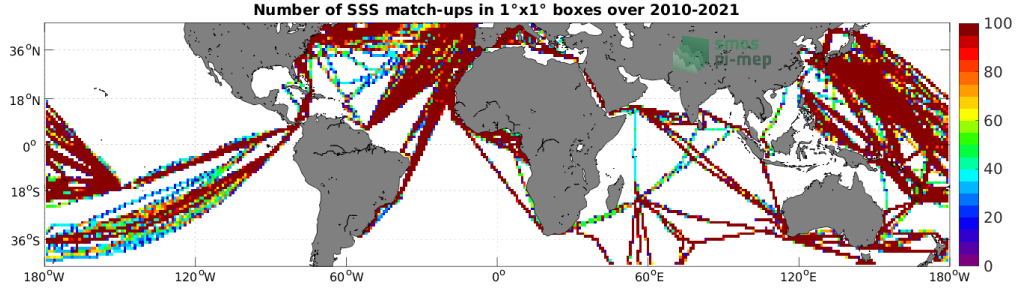 Number of SSS match-ups in 1°x1° boxes over 2010-2021
36°N
18°N
0°
18°S
36°S
180°W 120°W 60°W 0° 60°E 120°E 180°W
100
80
60
40
20
0
smos
pi-mep